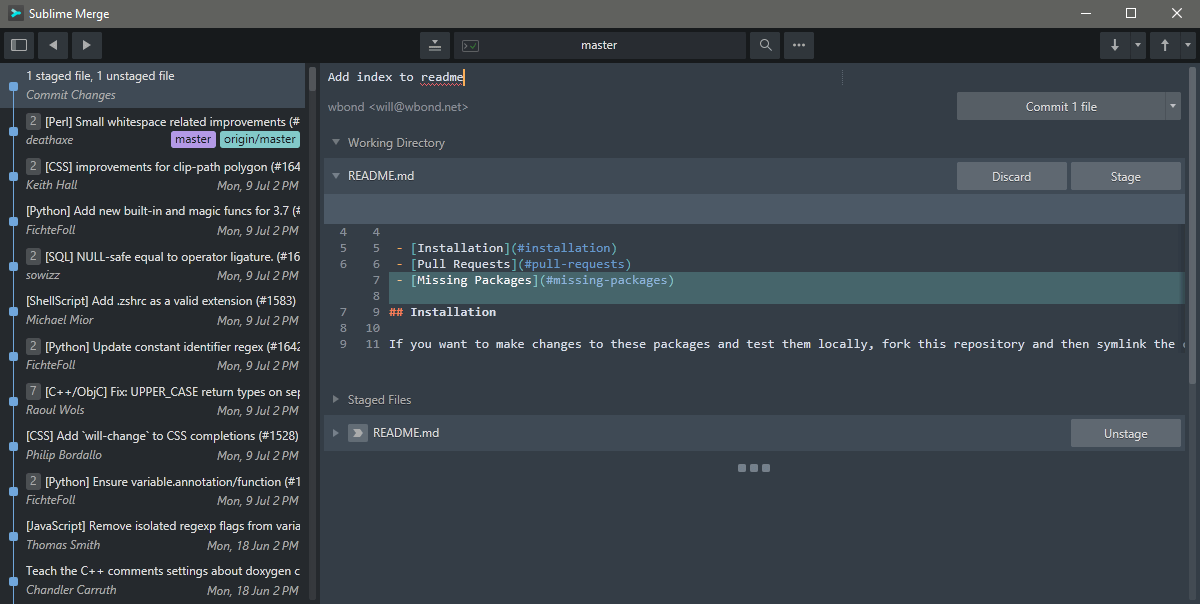 Sublime Merge
master
1 staged file, 1 unstaged file
Commit Changes
2 [Perl] Small whitespace related improvements (#
deathaxe master origin/master
2 [CSS] improvements for clip-path polygon (#164
Keith Hall Mon, 9 Jul 2 PM
[Python] Add new built-in and magic funcs for 3.7 (#
FichteFoll Mon, 9 Jul 2 PM
2 [SQL] NULL-safe equal to operator ligature. (#16
sowizz Mon, 9 Jul 2 PM
[ShellScript] Add .zshrc as a valid extension (#1583)
Michael Mior Mon, 9 Jul 2 PM
2 [Python] Update constant identifier regex (#1642
FichteFoll Mon, 9 Jul 2 PM
7 [C++/ObjC] Fix: UPPER_CASE return types on sep
Raoul Wols Mon, 9 Jul 2 PM
[CSS] Add `will-change` to CSS completions (#1528)
Philip Bordallo Mon, 9 Jul 2 PM
2 [Python] Ensure variable.annotation/function (#1
FichteFoll Mon, 9 Jul 2 PM
[JavaScript] Remove isolated regexp flags from varia
Thomas Smith Mon, 18 Jun 2 PM
Teach the C++ comments settings about doxygen c
Chandler Carruth Mon, 18 Jun 2 PM
Add index to readme
wbond <will@wbond.net>
Commit 1 file
Working Directory
README.md Discard Stage
4 4
5 5 - [Installation](#installation)
6 6 - [Pull Requests](#pull-requests)
7 - [Missing Packages](#missing-packages)
8
7 9 ## Installation
8 10
9 11 If you want to make changes to these packages and test them locally, fork this repository and then symlink the
Staged Files
README.md Unstage